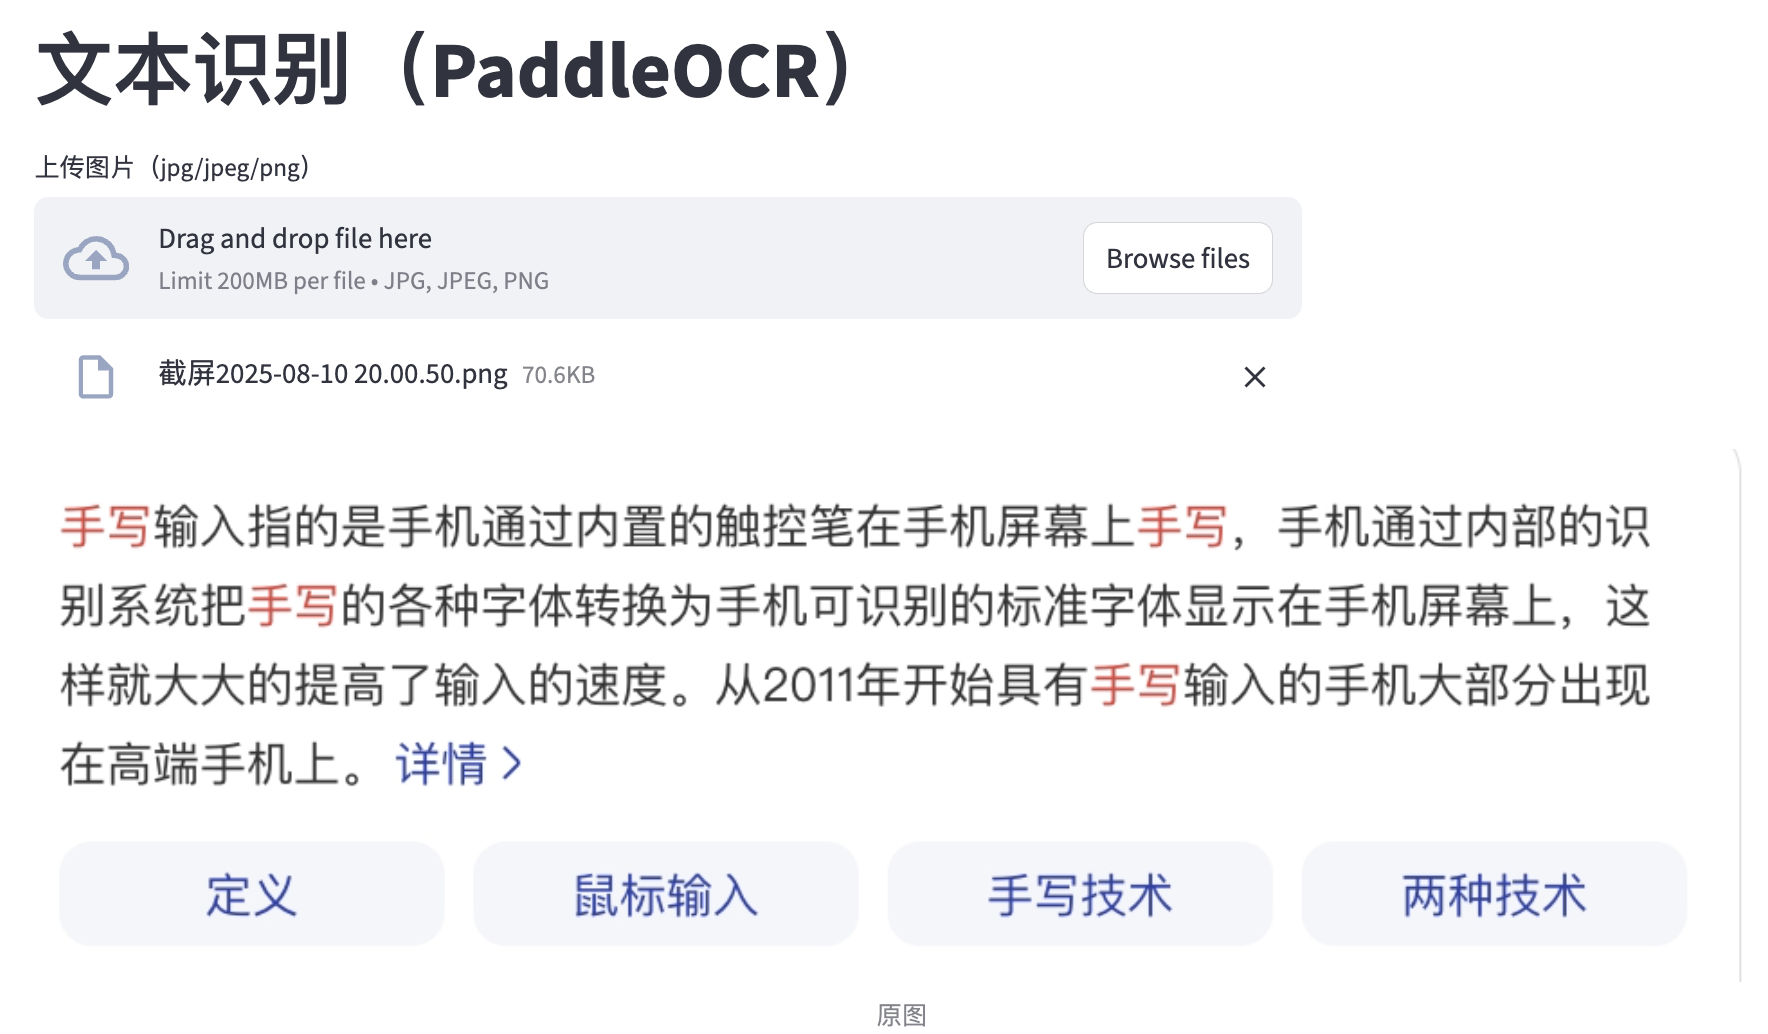 文本识别（PaddleOCR）
上传图片（jpg/jpeg/png）
Drag and drop file here
Limit 200MB per file • JPG, JPEG, PNG
Browse files
截屏2025-08-10 20.00.50.png 70.6KB
手写输入指的是手机通过内置的触控笔在手机屏幕上手写，手机通过内部的识
别系统把手写的各种字体转换为手机可识别的标准字体显示在手机屏幕上，这
样就大大的提高了输入的速度。从2011年开始具有手写输入的手机大部分出现
在高端手机上。 详情 >
定义
鼠标输入
手写技术
两种技术
原图